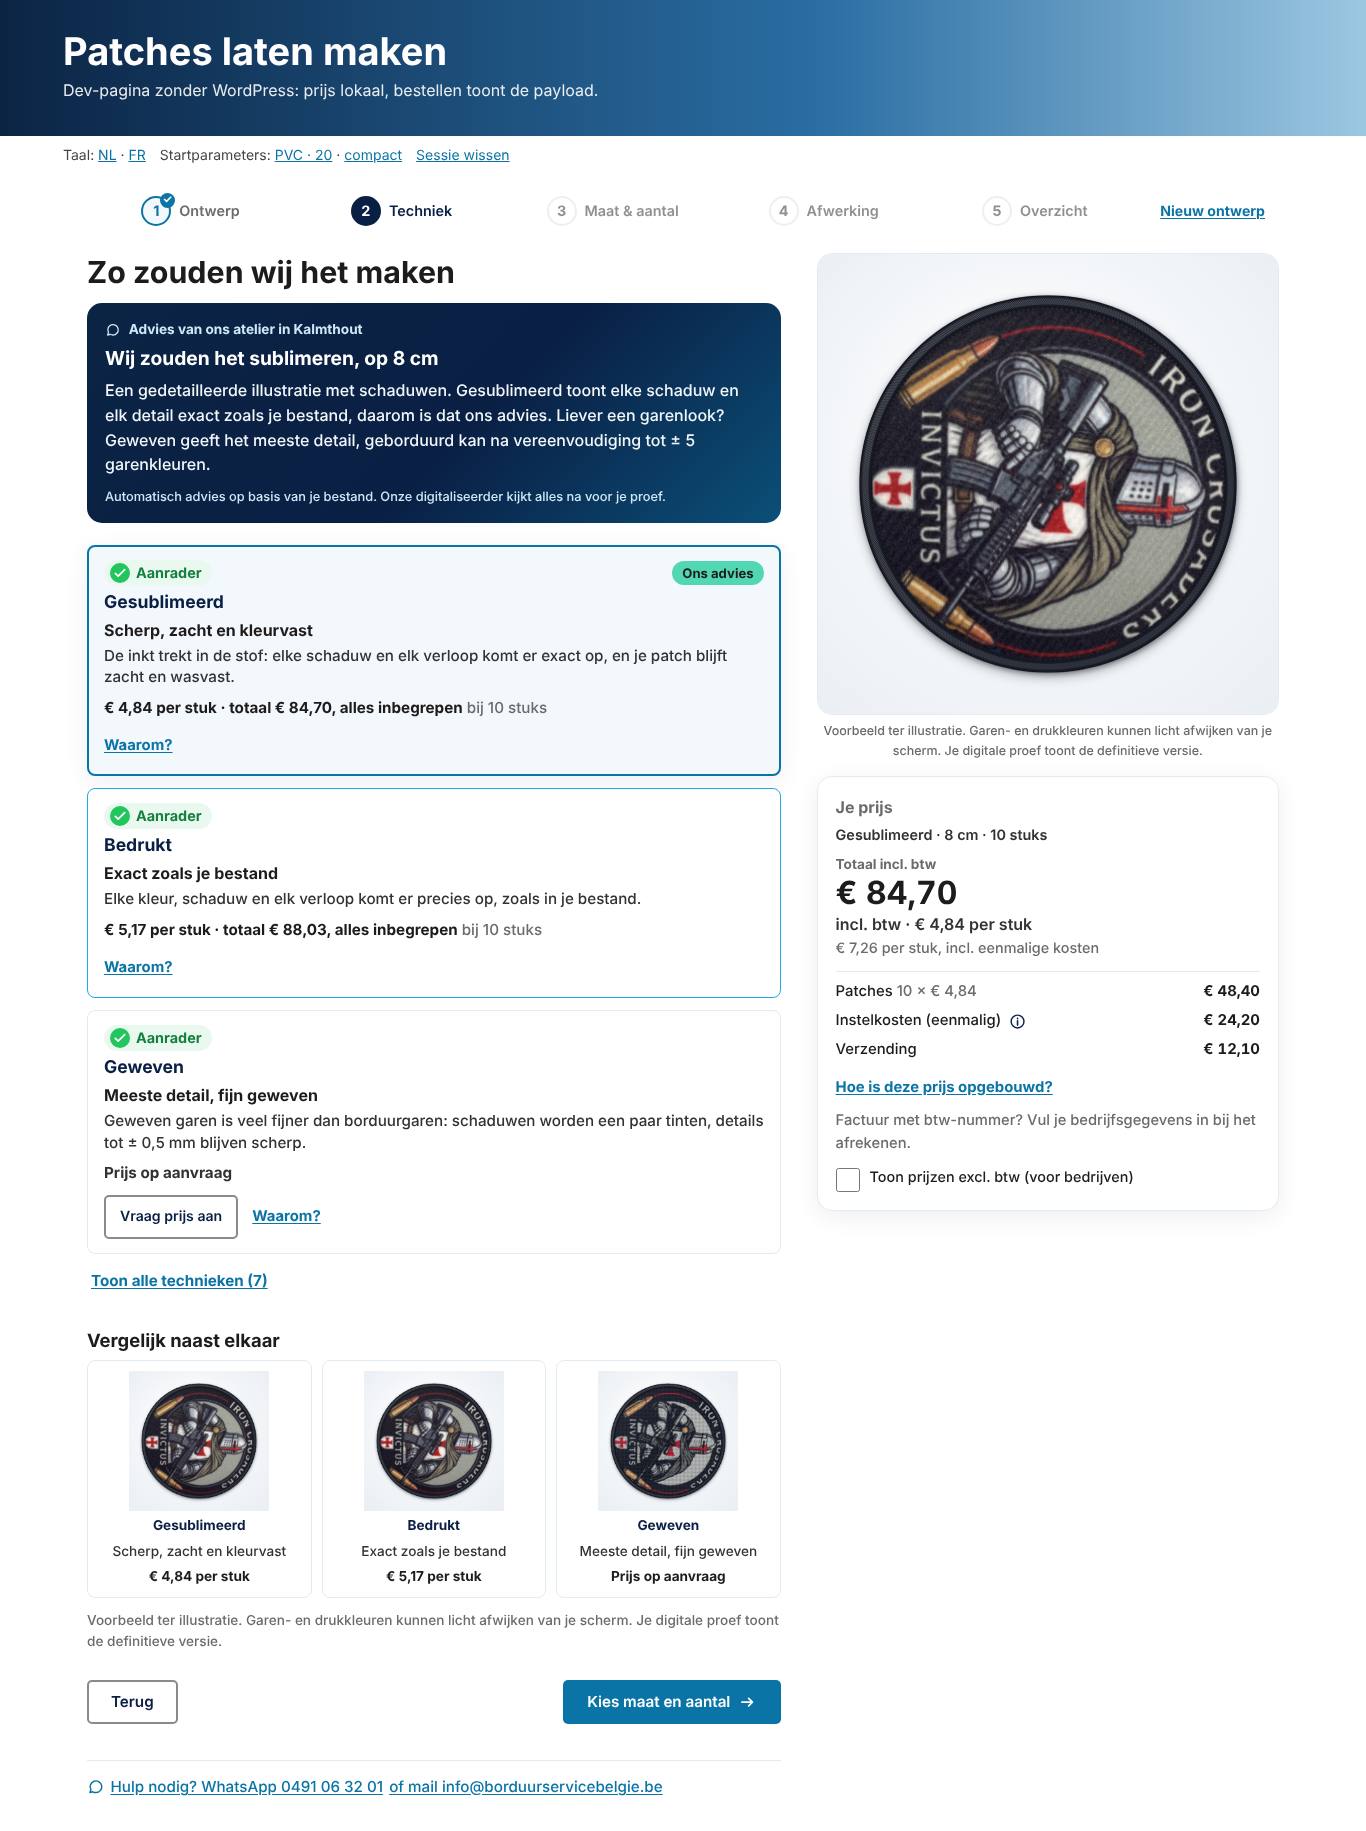 Patches laten maken
Dev-pagina zonder WordPress: prijs lokaal, bestellen toont de payload.
Taal: NL · FR Startparameters: PVC · 20 · compact Sessie wissen
1 Ontwerp 2 Techniek 3 Maat & aantal 4 Afwerking 5 Overzicht Nieuw ontwerp
Zo zouden wij het maken
Advies van ons atelier in Kalmthout
Wij zouden het sublimeren, op 8 cm
Een gedetailleerde illustratie met schaduwen. Gesublimeerd toont elke schaduw en
elk detail exact zoals je bestand, daarom is dat ons advies. Liever een garenlook?
Geweven geeft het meeste detail, geborduurd kan na vereenvoudiging tot ± 5
garenkleuren.
Automatisch advies op basis van je bestand. Onze digitaliseerder kijkt alles na voor je proef.
Aanrader Ons advies
Gesublimeerd
Scherp, zacht en kleurvast
De inkt trekt in de stof: elke schaduw en elk verloop komt er exact op, en je patch blijft
zacht en wasvast.
€ 4,84 per stuk · totaal € 84,70, alles inbegrepen bij 10 stuks
Waarom?
Aanrader
Bedrukt
Exact zoals je bestand
Elke kleur, schaduw en elk verloop komt er precies op, zoals in je bestand.
€ 5,17 per stuk · totaal € 88,03, alles inbegrepen bij 10 stuks
Waarom?
Aanrader
Geweven
Meeste detail, fijn geweven
Geweven garen is veel fijner dan borduurgaren: schaduwen worden een paar tinten, details
tot ± 0,5 mm blijven scherp.
Prijs op aanvraag
Vraag prijs aan Waarom?
Toon alle technieken (7)
Vergelijk naast elkaar
IRON CRUSADERS
INVICTUS
IRON CRUSADERS
INVICTUS
IRON CRUSADERS
INVICTUS
Gesublimeerd Bedrukt Geweven
Scherp, zacht en kleurvast Exact zoals je bestand Meeste detail, fijn geweven
€ 4,84 per stuk € 5,17 per stuk Prijs op aanvraag
Voorbeeld ter illustratie. Garen- en drukkleuren kunnen licht afwijken van je scherm. Je digitale proef toont
de definitieve versie.
Terug Kies maat en aantal →
Hulp nodig? WhatsApp 0491 06 32 01 of mail info@borduurservicebelgie.be
IRON CRUSADERS
INVICTUS
Voorbeeld ter illustratie. Garen- en drukkleuren kunnen licht afwijken van je
scherm. Je digitale proef toont de definitieve versie.
Je prijs
Gesublimeerd · 8 cm · 10 stuks
Totaal incl. btw
€ 84,70
incl. btw · € 4,84 per stuk
€ 7,26 per stuk, incl. eenmalige kosten
Patches 10 × € 4,84 € 48,40
Instelkosten (eenmalig) € 24,20
Verzending € 12,10
Hoe is deze prijs opgebouwd?
Factuur met btw-nummer? Vul je bedrijfsgegevens in bij het
afrekenen.
Toon prijzen excl. btw (voor bedrijven)